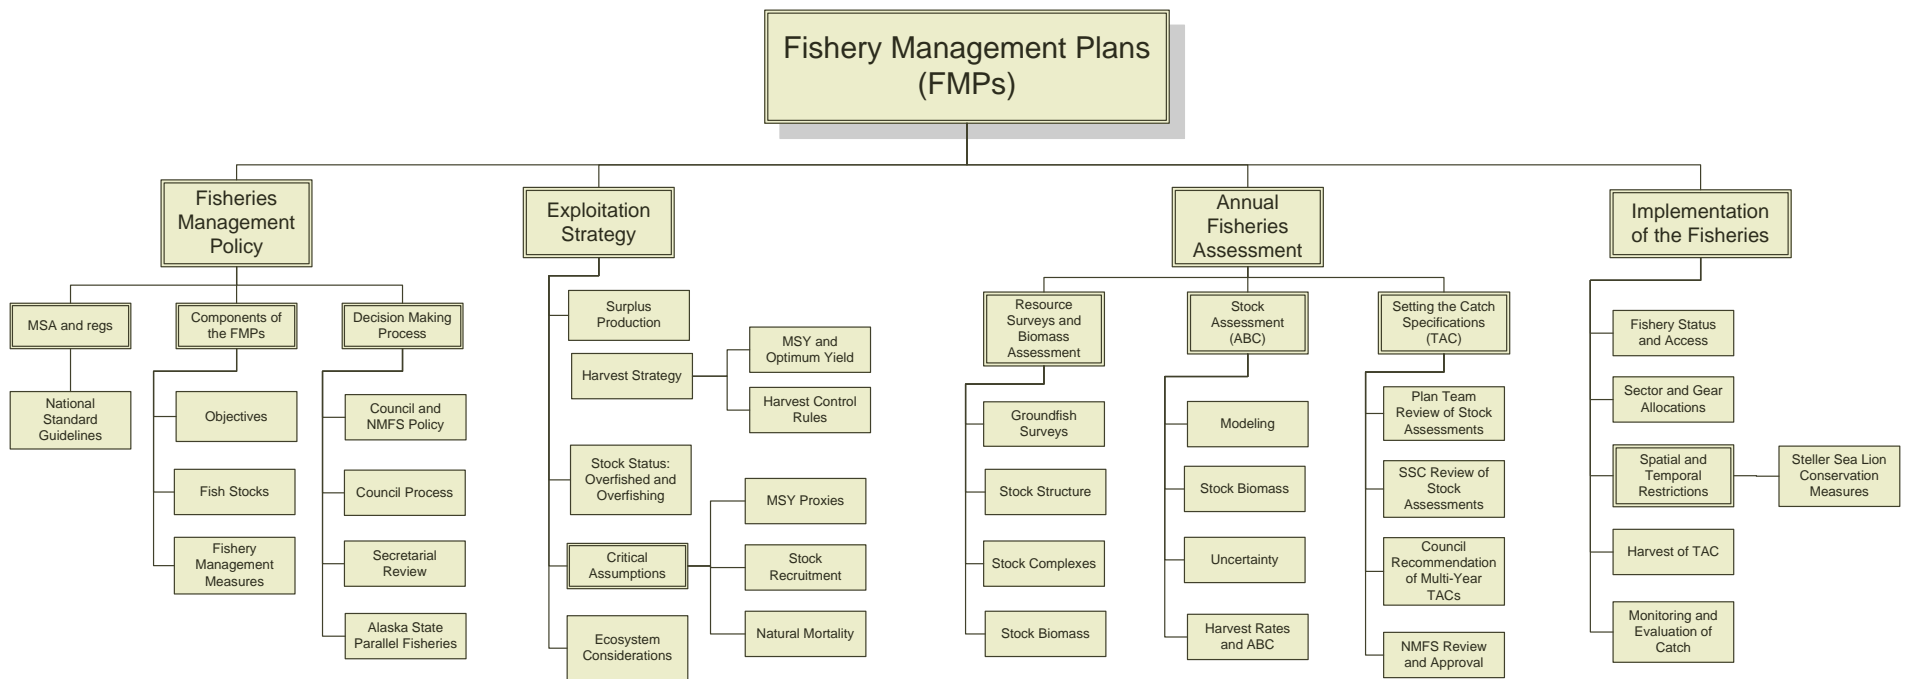 Fishery Management Plans
(FMPs)
Fisheries
Management
Policy
MSA and regs
National
Standard
Guidelines
Components of
the FMPs
Objectives
Fish Stocks
Fishery
Management
Measures
Decision Making
Process
Council and
NMFS Policy
Council Process
Secretarial
Review
Alaska State
Parallel Fisheries
Exploitation
Strategy
Surplus
Production
Harvest Strategy
MSY and
Optimum Yield
Harvest Control
Rules
Stock Status:
Overfished and
Overfishing
Critical
Assumptions
MSY Proxies
Stock
Recruitment
Natural Mortality
Ecosystem
Considerations
Annual
Fisheries
Assessment
Resource
Surveys and
Biomass
Assessment
Groundfish
Surveys
Stock Structure
Stock Complexes
Stock Biomass
Stock
Assessment
(ABC)
Modeling
Stock Biomass
Uncertainty
Harvest Rates
and ABC
Setting the Catch
Specifications
(TAC)
Plan Team
Review of Stock
Assessments
SSC Review of
Stock
Assessments
Council
Recommendation
of Multi-Year
TACs
NMFS Review
and Approval
Implementation
of the Fisheries
Fishery Status
and Access
Sector and Gear
Allocations
Spatial and
Temporal
Restrictions
Steller Sea Lion
Conservation
Measures
Harvest of TAC
Monitoring and
Evaluation of
Catch